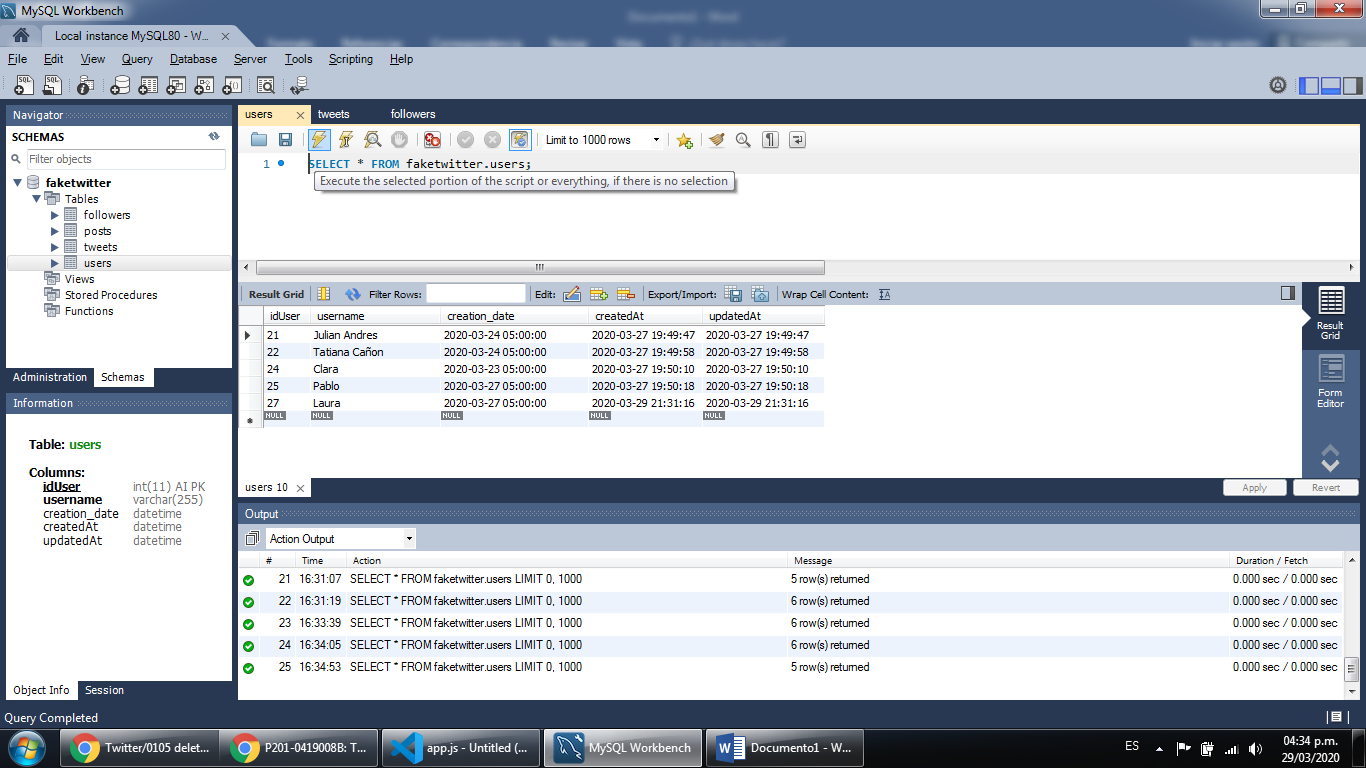 MySQL Workbench
Local instance MySQL80 - W...
File Edit View Query Database Server Tools Scripting Help
Navigator
SCHEMAS
Filter objects
faketwitter
Tables
followers
posts
tweets
users
Views
Stored Procedures
Functions
Administration Schemas
Information
Table: users
Columns:
idUser int(11) AI PK
username varchar(255)
creation_date datetime
createdAt datetime
updatedAt datetime
Object Info Session
users tweets followers
Limit to 1000 rows
1 SELECT * FROM faketwitter.users;
Execute the selected portion of the script or everything, if there is no selection
Result Grid Filter Rows: Edit: Export/Import: Wrap Cell Content:
idUser username creation_date createdAt updatedAt
21 Julian Andres 2020-03-24 05:00:00 2020-03-27 19:49:47 2020-03-27 19:49:47
22 Tatiana Cañon 2020-03-24 05:00:00 2020-03-27 19:49:58 2020-03-27 19:49:58
24 Clara 2020-03-23 05:00:00 2020-03-27 19:50:10 2020-03-27 19:50:10
25 Pablo 2020-03-27 05:00:00 2020-03-27 19:50:18 2020-03-27 19:50:18
27 Laura 2020-03-27 05:00:00 2020-03-29 21:31:16 2020-03-29 21:31:16
NULL NULL NULL NULL NULL
Result
Grid
Form
Editor
users 10
Apply Revert
Output
Action Output
# Time Action Message Duration / Fetch
21 16:31:07 SELECT * FROM faketwitter.users LIMIT 0, 1000 5 row(s) returned 0.000 sec / 0.000 sec
22 16:31:19 SELECT * FROM faketwitter.users LIMIT 0, 1000 6 row(s) returned 0.000 sec / 0.000 sec
23 16:33:39 SELECT * FROM faketwitter.users LIMIT 0, 1000 6 row(s) returned 0.000 sec / 0.000 sec
24 16:34:05 SELECT * FROM faketwitter.users LIMIT 0, 1000 6 row(s) returned 0.000 sec / 0.000 sec
25 16:34:53 SELECT * FROM faketwitter.users LIMIT 0, 1000 5 row(s) returned 0.000 sec / 0.000 sec
Query Completed
Twitter/0105 delet... P201-0419008B: T... app.js - Untitled (... MySQL Workbench Documento1 - W...
ES
04:34 p.m.
29/03/2020